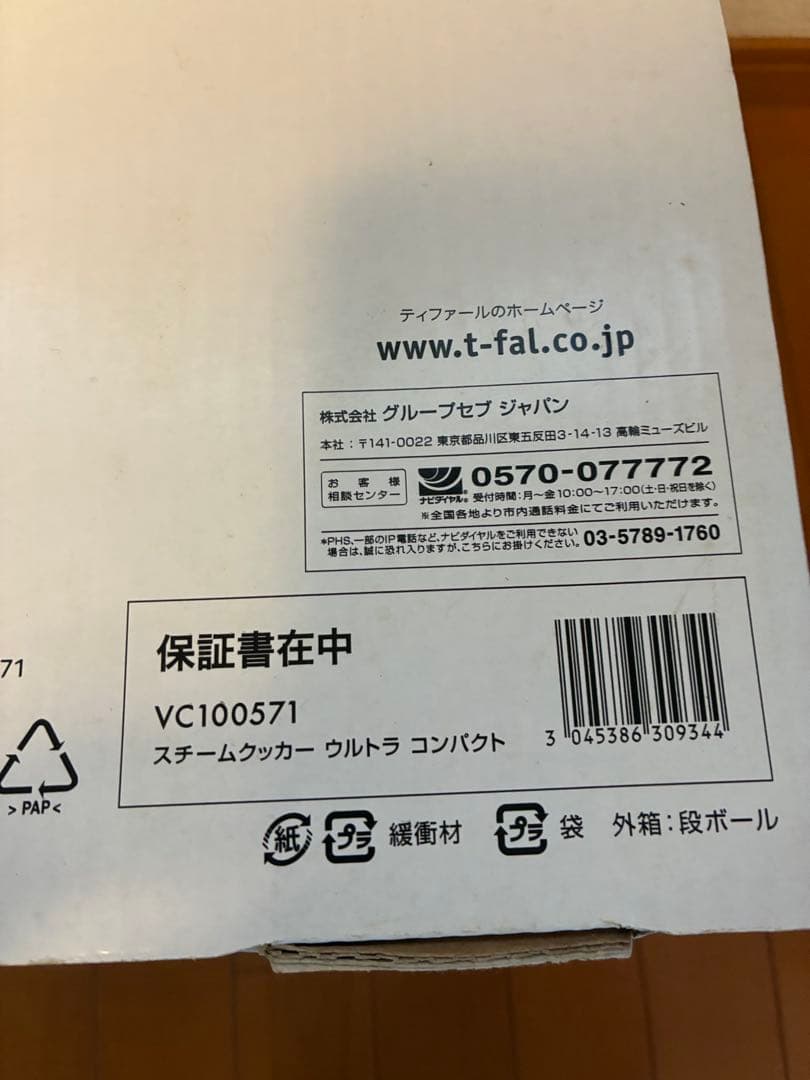 ティファールのホームページ
www.t-fal.co.jp
株式会社 グループセブ ジャパン
本社：〒141-0022 東京都品川区東五反田3-14-13 高輪ミューズビル
お客様
相談センター
ナビダイヤル®
0570-077772
受付時間：月～金 10:00～17:00(土・日・祝日を除く)
※全国各地より市内通話料金にてご利用いただけます。
*PHS、一部のIP電話など、ナビダイヤルをご利用できない
場合は、誠に恐れ入りますが、こちらにお掛けください。
03-5789-1760
71
保証書在中
VC100571
スチームクッカー ウルトラ コンパクト
3 045386 309344
>PAP<
紙 プラ 緩衝材 プラ 袋 外箱：段ボール